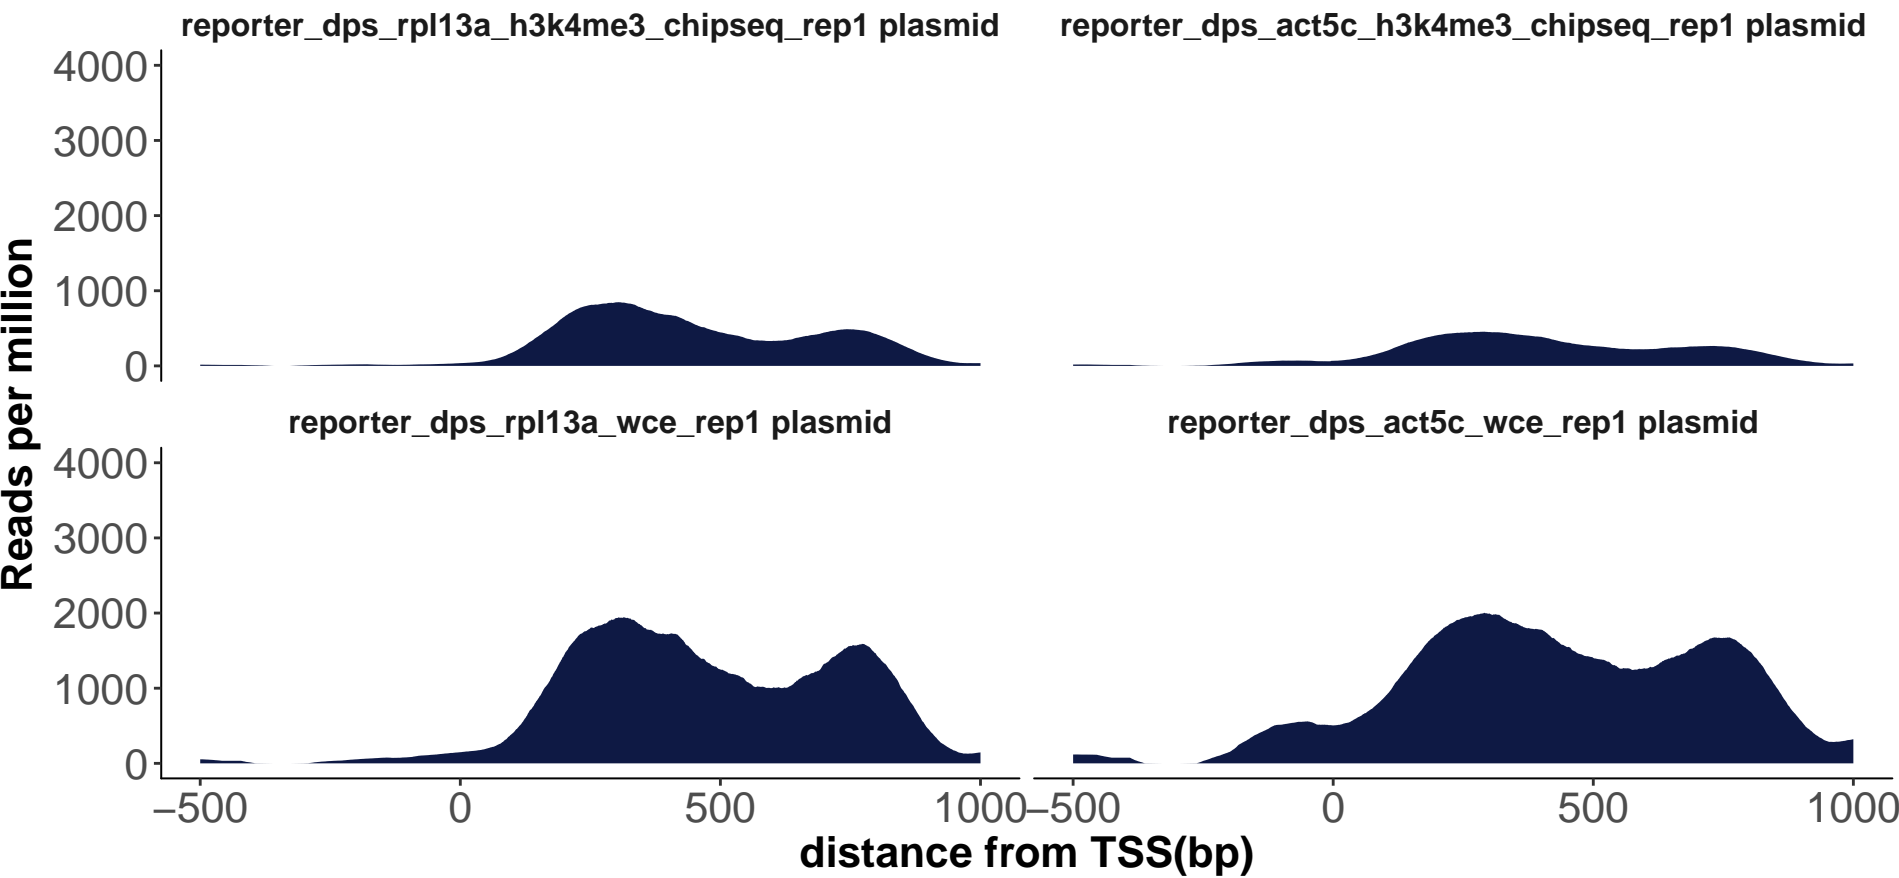 reporter_dps_rpl13a_h3k4me3_chipseq_rep1 plasmid reporter_dps_act5c_h3k4me3_chipseq_rep1 plasmid
4000
3000
2000
1000
0
reporter_dps_rpl13a_wce_rep1 plasmid reporter_dps_act5c_wce_rep1 plasmid
4000
3000
2000
1000
0
−500 0 500 1000 −500 0 500 1000
distance from TSS(bp)
Reads per million